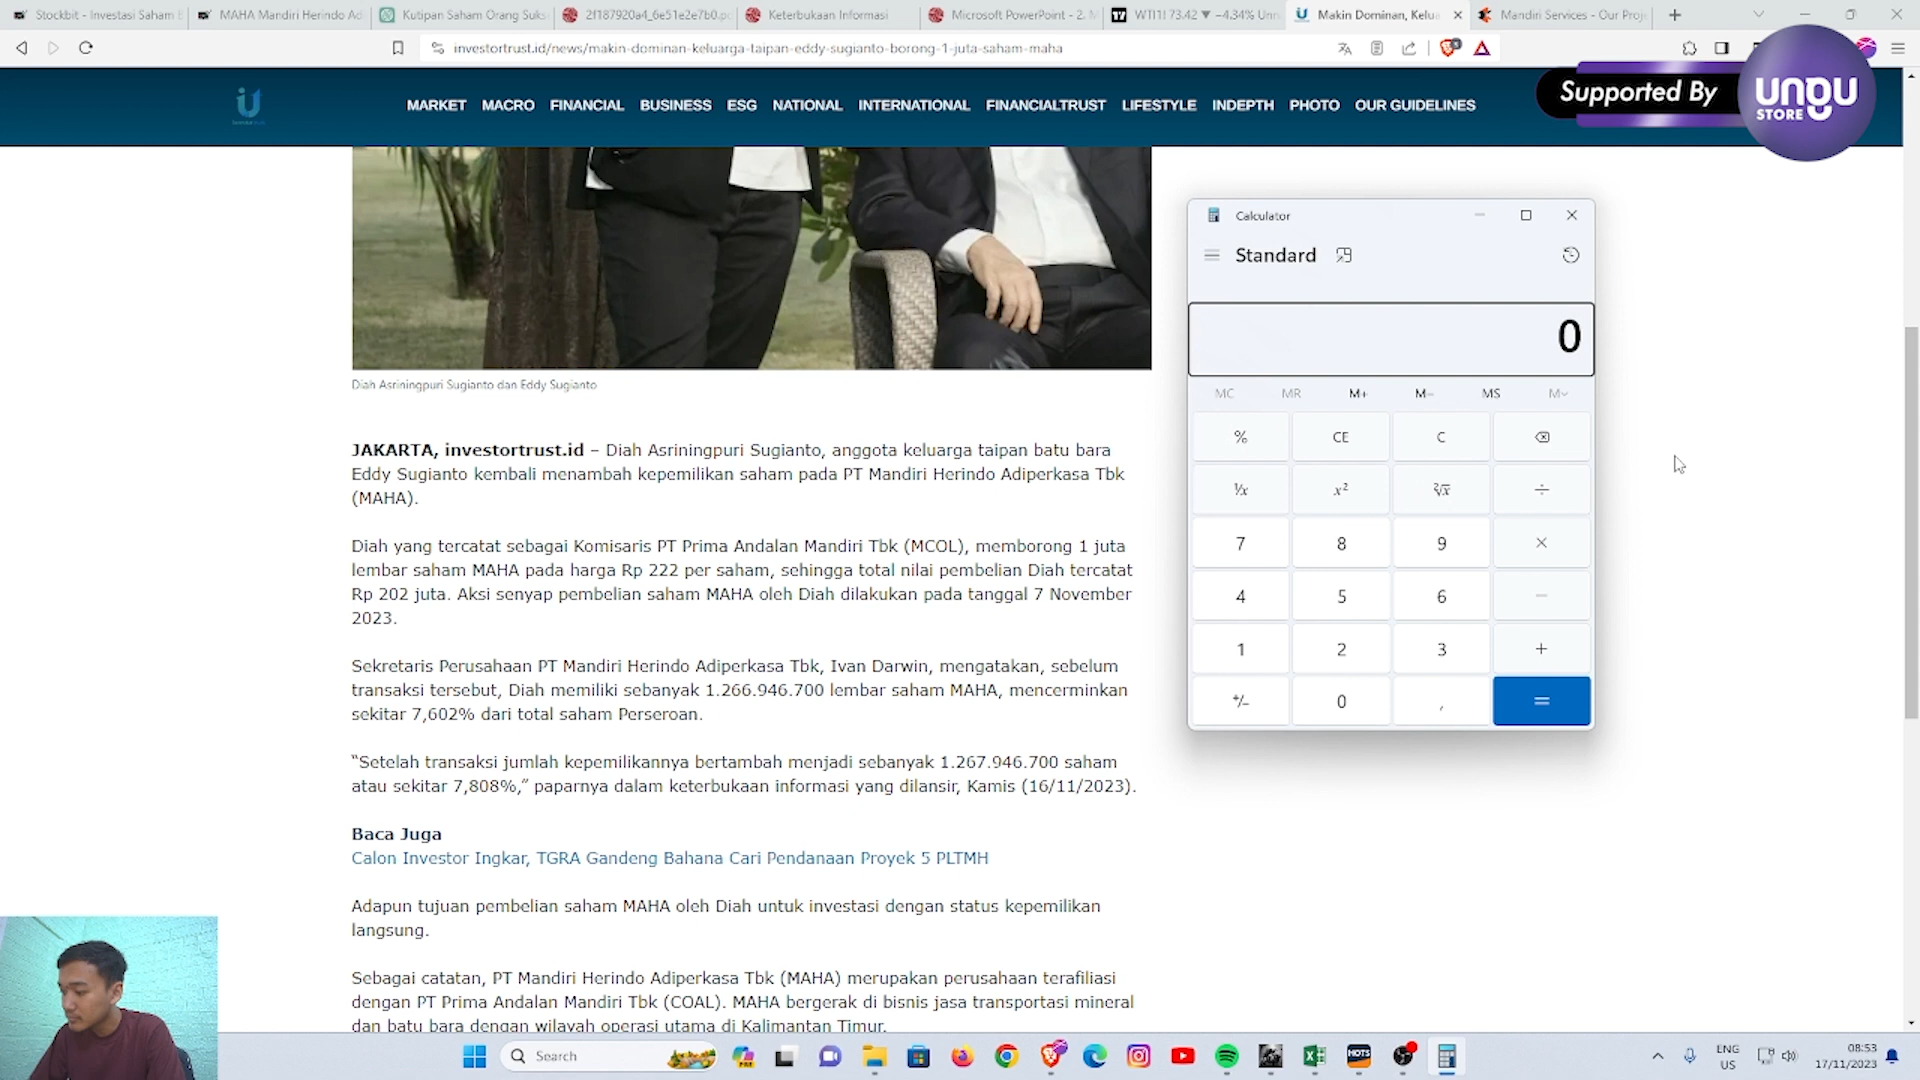 Stockbit - Investasi Saham B
MAHA Mandiri Herindo Ad
Kutipan Saham Orang Suks
2f187920a4_6e51e2e7b0.p
Keterbukaan Informasi
Microsoft PowerPoint - 2. M
WTI1! 73.42 ▼ −4.34% Unn
Makin Dominan, Kelua
Mandiri Services - Our Proj
investortrust.id/news/makin-dominan-keluarga-taipan-eddy-sugianto-borong-1-juta-saham-maha
MARKET MACRO FINANCIAL BUSINESS ESG NATIONAL INTERNATIONAL FINANCIALTRUST LIFESTYLE INDEPTH PHOTO OUR GUIDELINES
Supported By
UNGU
STORE
Diah Asriningpuri Sugianto dan Eddy Sugianto
JAKARTA, investortrust.id – Diah Asriningpuri Sugianto, anggota keluarga taipan batu bara
Eddy Sugianto kembali menambah kepemilikan saham pada PT Mandiri Herindo Adiperkasa Tbk
(MAHA).
Diah yang tercatat sebagai Komisaris PT Prima Andalan Mandiri Tbk (MCOL), memborong 1 juta
lembar saham MAHA pada harga Rp 222 per saham, sehingga total nilai pembelian Diah tercatat
Rp 202 juta. Aksi senyap pembelian saham MAHA oleh Diah dilakukan pada tanggal 7 November
2023.
Sekretaris Perusahaan PT Mandiri Herindo Adiperkasa Tbk, Ivan Darwin, mengatakan, sebelum
transaksi tersebut, Diah memiliki sebanyak 1.266.946.700 lembar saham MAHA, mencerminkan
sekitar 7,602% dari total saham Perseroan.
“Setelah transaksi jumlah kepemilikannya bertambah menjadi sebanyak 1.267.946.700 saham
atau sekitar 7,808%,” paparnya dalam keterbukaan informasi yang dilansir, Kamis (16/11/2023).
Baca Juga
Calon Investor Ingkar, TGRA Gandeng Bahana Cari Pendanaan Proyek 5 PLTMH
Adapun tujuan pembelian saham MAHA oleh Diah untuk investasi dengan status kepemilikan
langsung.
Sebagai catatan, PT Mandiri Herindo Adiperkasa Tbk (MAHA) merupakan perusahaan terafiliasi
dengan PT Prima Andalan Mandiri Tbk (COAL). MAHA bergerak di bisnis jasa transportasi mineral
dan batu bara dengan wilayah operasi utama di Kalimantan Timur.
Calculator
Standard
0
MC MR M+ M− MS M˅
% CE C
¹/x x² ²√x ÷
7 8 9 ×
4 5 6 −
1 2 3 +
+/− 0 , =
Search
HOTS
ENG
US
08:53
17/11/2023